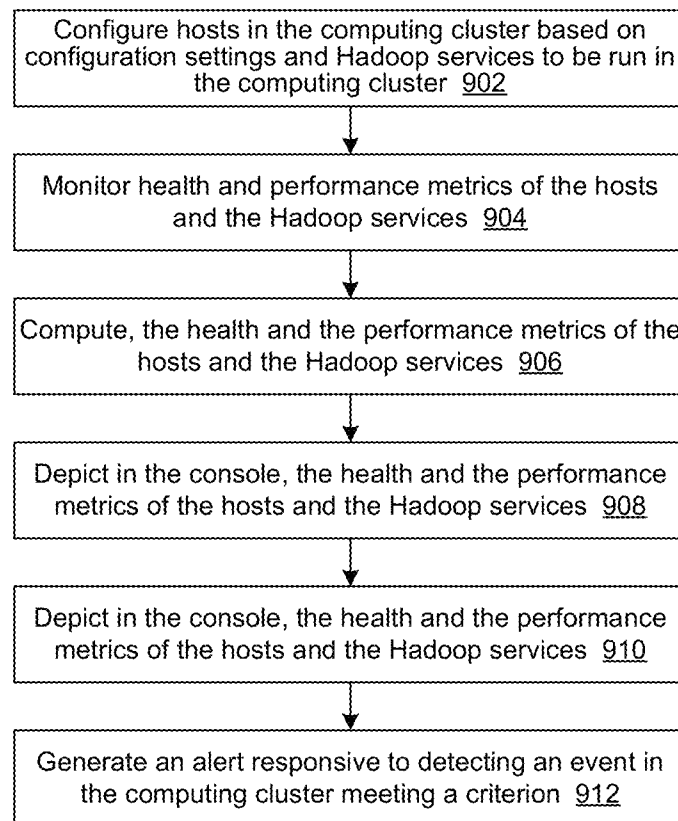 Configure hosts in the computing cluster based on
configuration settings and Hadoop services to be run in
the computing cluster 902
Monitor health and performance metrics of the hosts
and the Hadoop services 904
Compute, the health and the performance metrics of the
hosts and the Hadoop services 906
Depict in the console, the health and the performance
metrics of the hosts and the Hadoop services 908
Depict in the console, the health and the performance
metrics of the hosts and the Hadoop services 910
Generate an alert responsive to detecting an event in
the computing cluster meeting a criterion 912